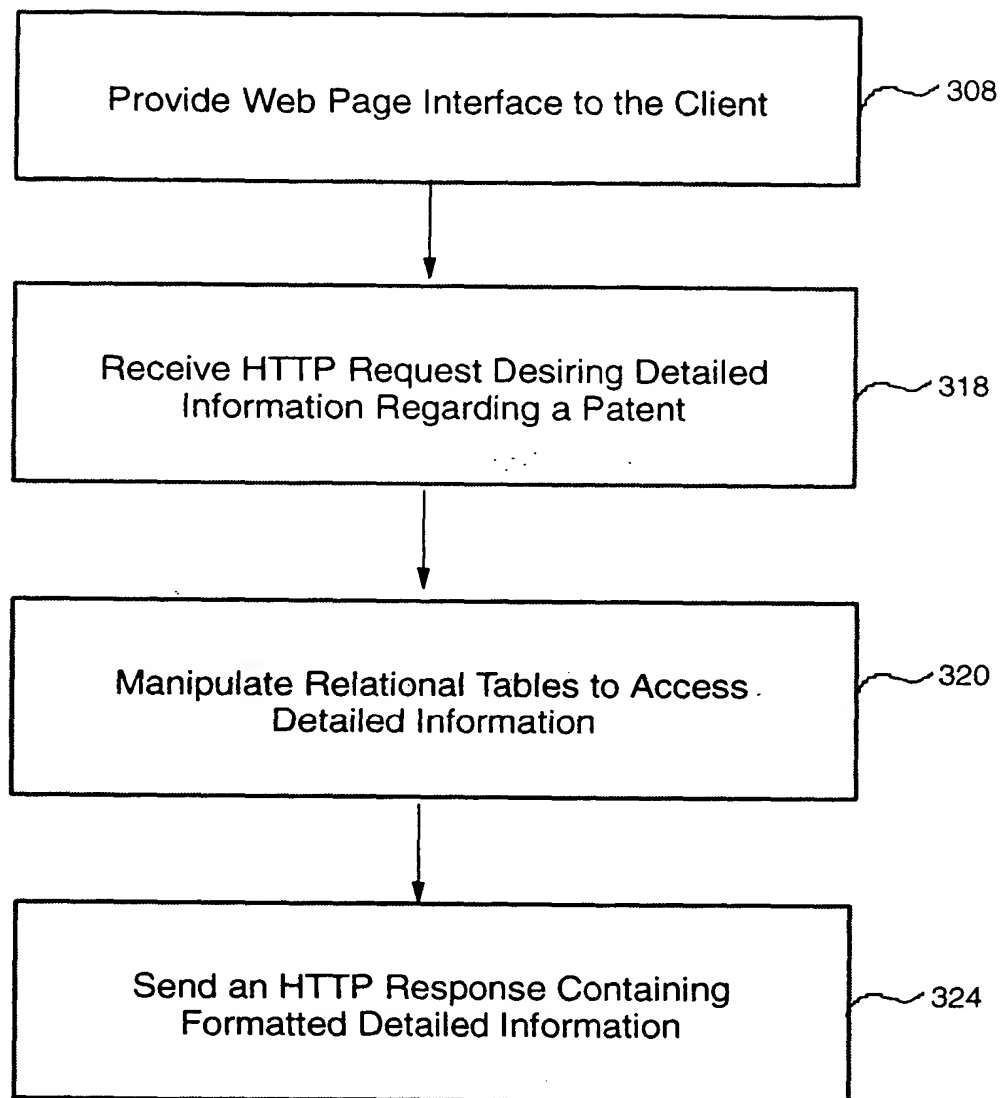 Provide Web Page Interface to the Client
308
Receive HTTP Request Desiring Detailed
Information Regarding a Patent
318
Manipulate Relational Tables to Access
Detailed Information
320
Send an HTTP Response Containing
Formatted Detailed Information
324